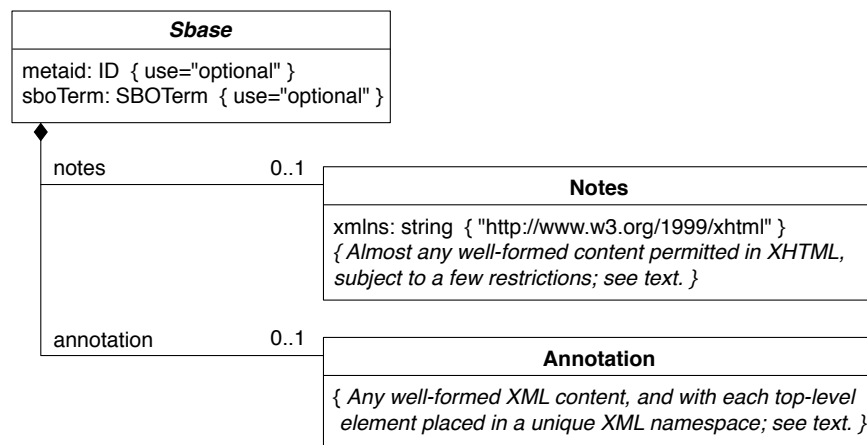 Sbase
metaid: ID { use="optional" }
sboTerm: SBOTerm { use="optional" }
notes 0..1
Notes
xmlns: string { "http://www.w3.org/1999/xhtml" }
{ Almost any well-formed content permitted in XHTML,
subject to a few restrictions; see text. }
annotation 0..1
Annotation
{ Any well-formed XML content, and with each top-level
element placed in a unique XML namespace; see text. }